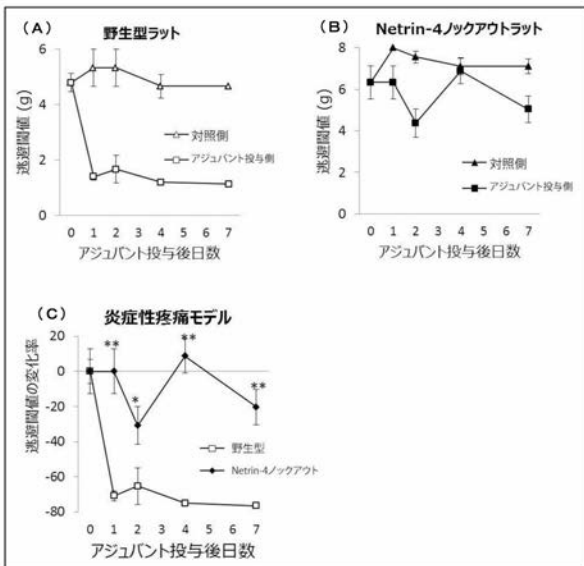 (A)
野生型ラット
逃避閾値 (g)
6
4
2
0
対照側
アジュバント投与側
0 1 2 3 4 5 6 7
アジュバント投与後日数
(B)
Netrin-4ノックアウトラット
逃避閾値 (g)
8
6
4
2
0
対照側
アジュバント投与側
0 1 2 3 4 5 6 7
アジュバント投与後日数
(C)
炎症性疼痛モデル
逃避閾値の変化率
20
0
-20
-40
-60
-80
**
*
**
**
野生型
Netrin-4ノックアウト
0 1 2 3 4 5 6 7
アジュバント投与後日数